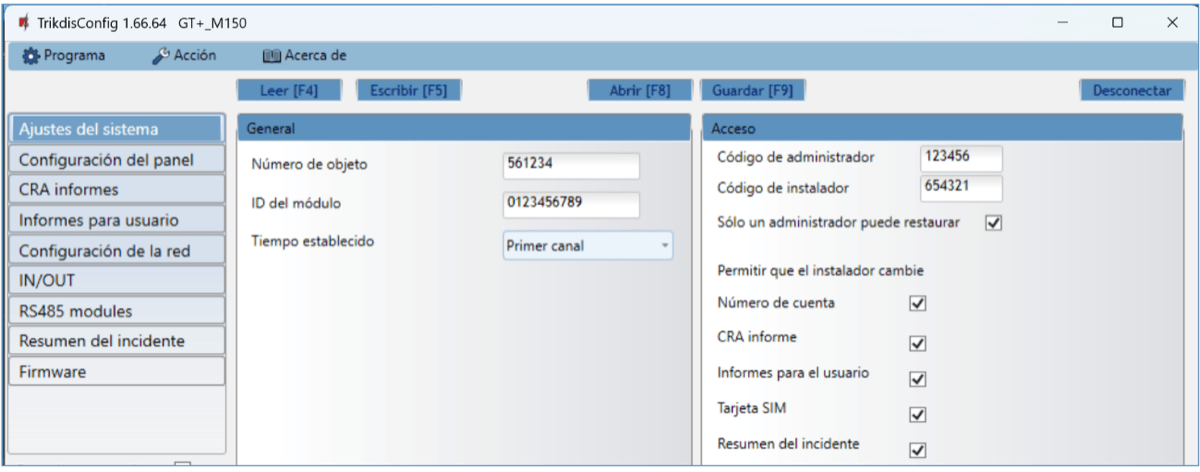 TrikdisConfig 1.66.64 GT+_M150
Programa Acción Acerca de
Leer [F4] Escribir [F5] Abrir [F8] Guardar [F9] Desconectar
Ajustes del sistema
Configuración del panel
CRA informes
Informes para usuario
Configuración de la red
IN/OUT
RS485 modules
Resumen del incidente
Firmware
General
Número de objeto 561234
ID del módulo 0123456789
Tiempo establecido Primer canal
Acceso
Código de administrador 123456
Código de instalador 654321
Sólo un administrador puede restaurar
Permitir que el instalador cambie
Número de cuenta
CRA informe
Informes para el usuario
Tarjeta SIM
Resumen del incidente